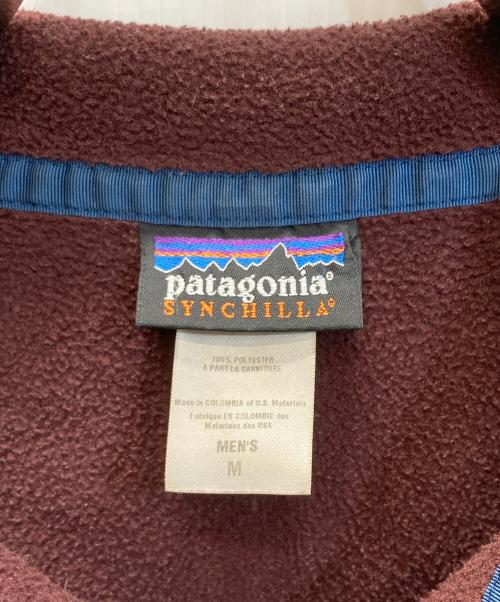 patagonia®
SYNCHILLA®
100% POLYESTER
À PART LA GARNITURE
Made in COLOMBIA of U.S. Materials
Fabriqué EN COLOMBIE des
Materiaux des USA
MEN'S
M